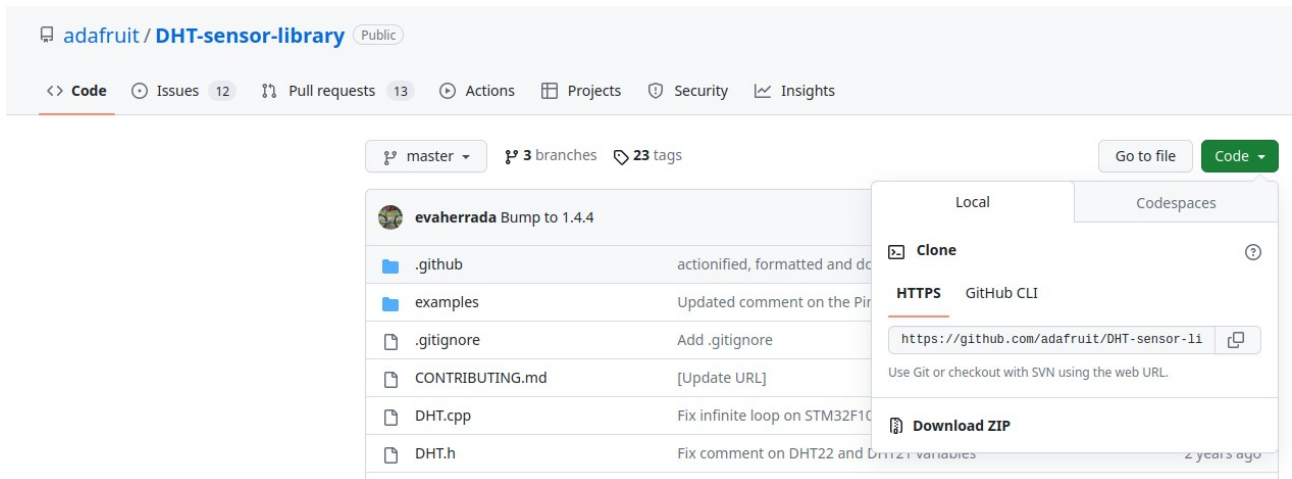 adafruit / DHT-sensor-library Public
Code Issues 12 Pull requests 13 Actions Projects Security Insights
master 3 branches 23 tags Go to file Code
Local Codespaces
evaherrada Bump to 1.4.4
Clone
.github actionified, formatted and do
HTTPS GitHub CLI
examples Updated comment on the Pin
https://github.com/adafruit/DHT-sensor-li
.gitignore Add .gitignore
Use Git or checkout with SVN using the web URL.
CONTRIBUTING.md [Update URL]
DHT.cpp Fix infinite loop on STM32F10
Download ZIP
DHT.h Fix comment on DHT22 and DHT21 variables 2 years ago